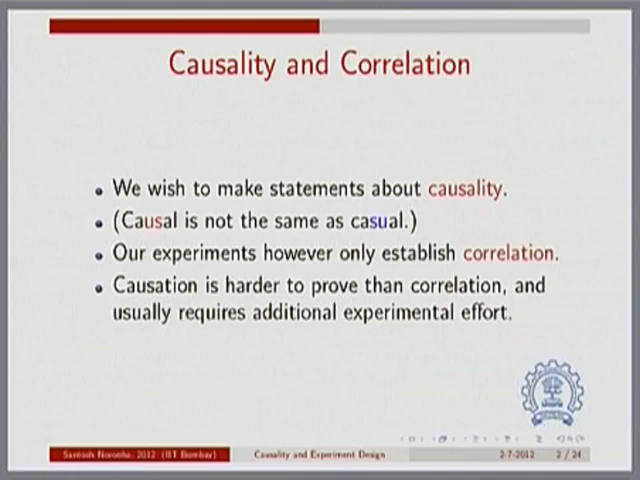 Causality and Correlation
We wish to make statements about causality.
(Causal is not the same as casual.)
Our experiments however only establish correlation.
Causation is harder to prove than correlation, and
usually requires additional experimental effort.
Santosh Noronha, 2012 (IIT Bombay) Causality and Experiment Design 2-7-2012 2 / 24